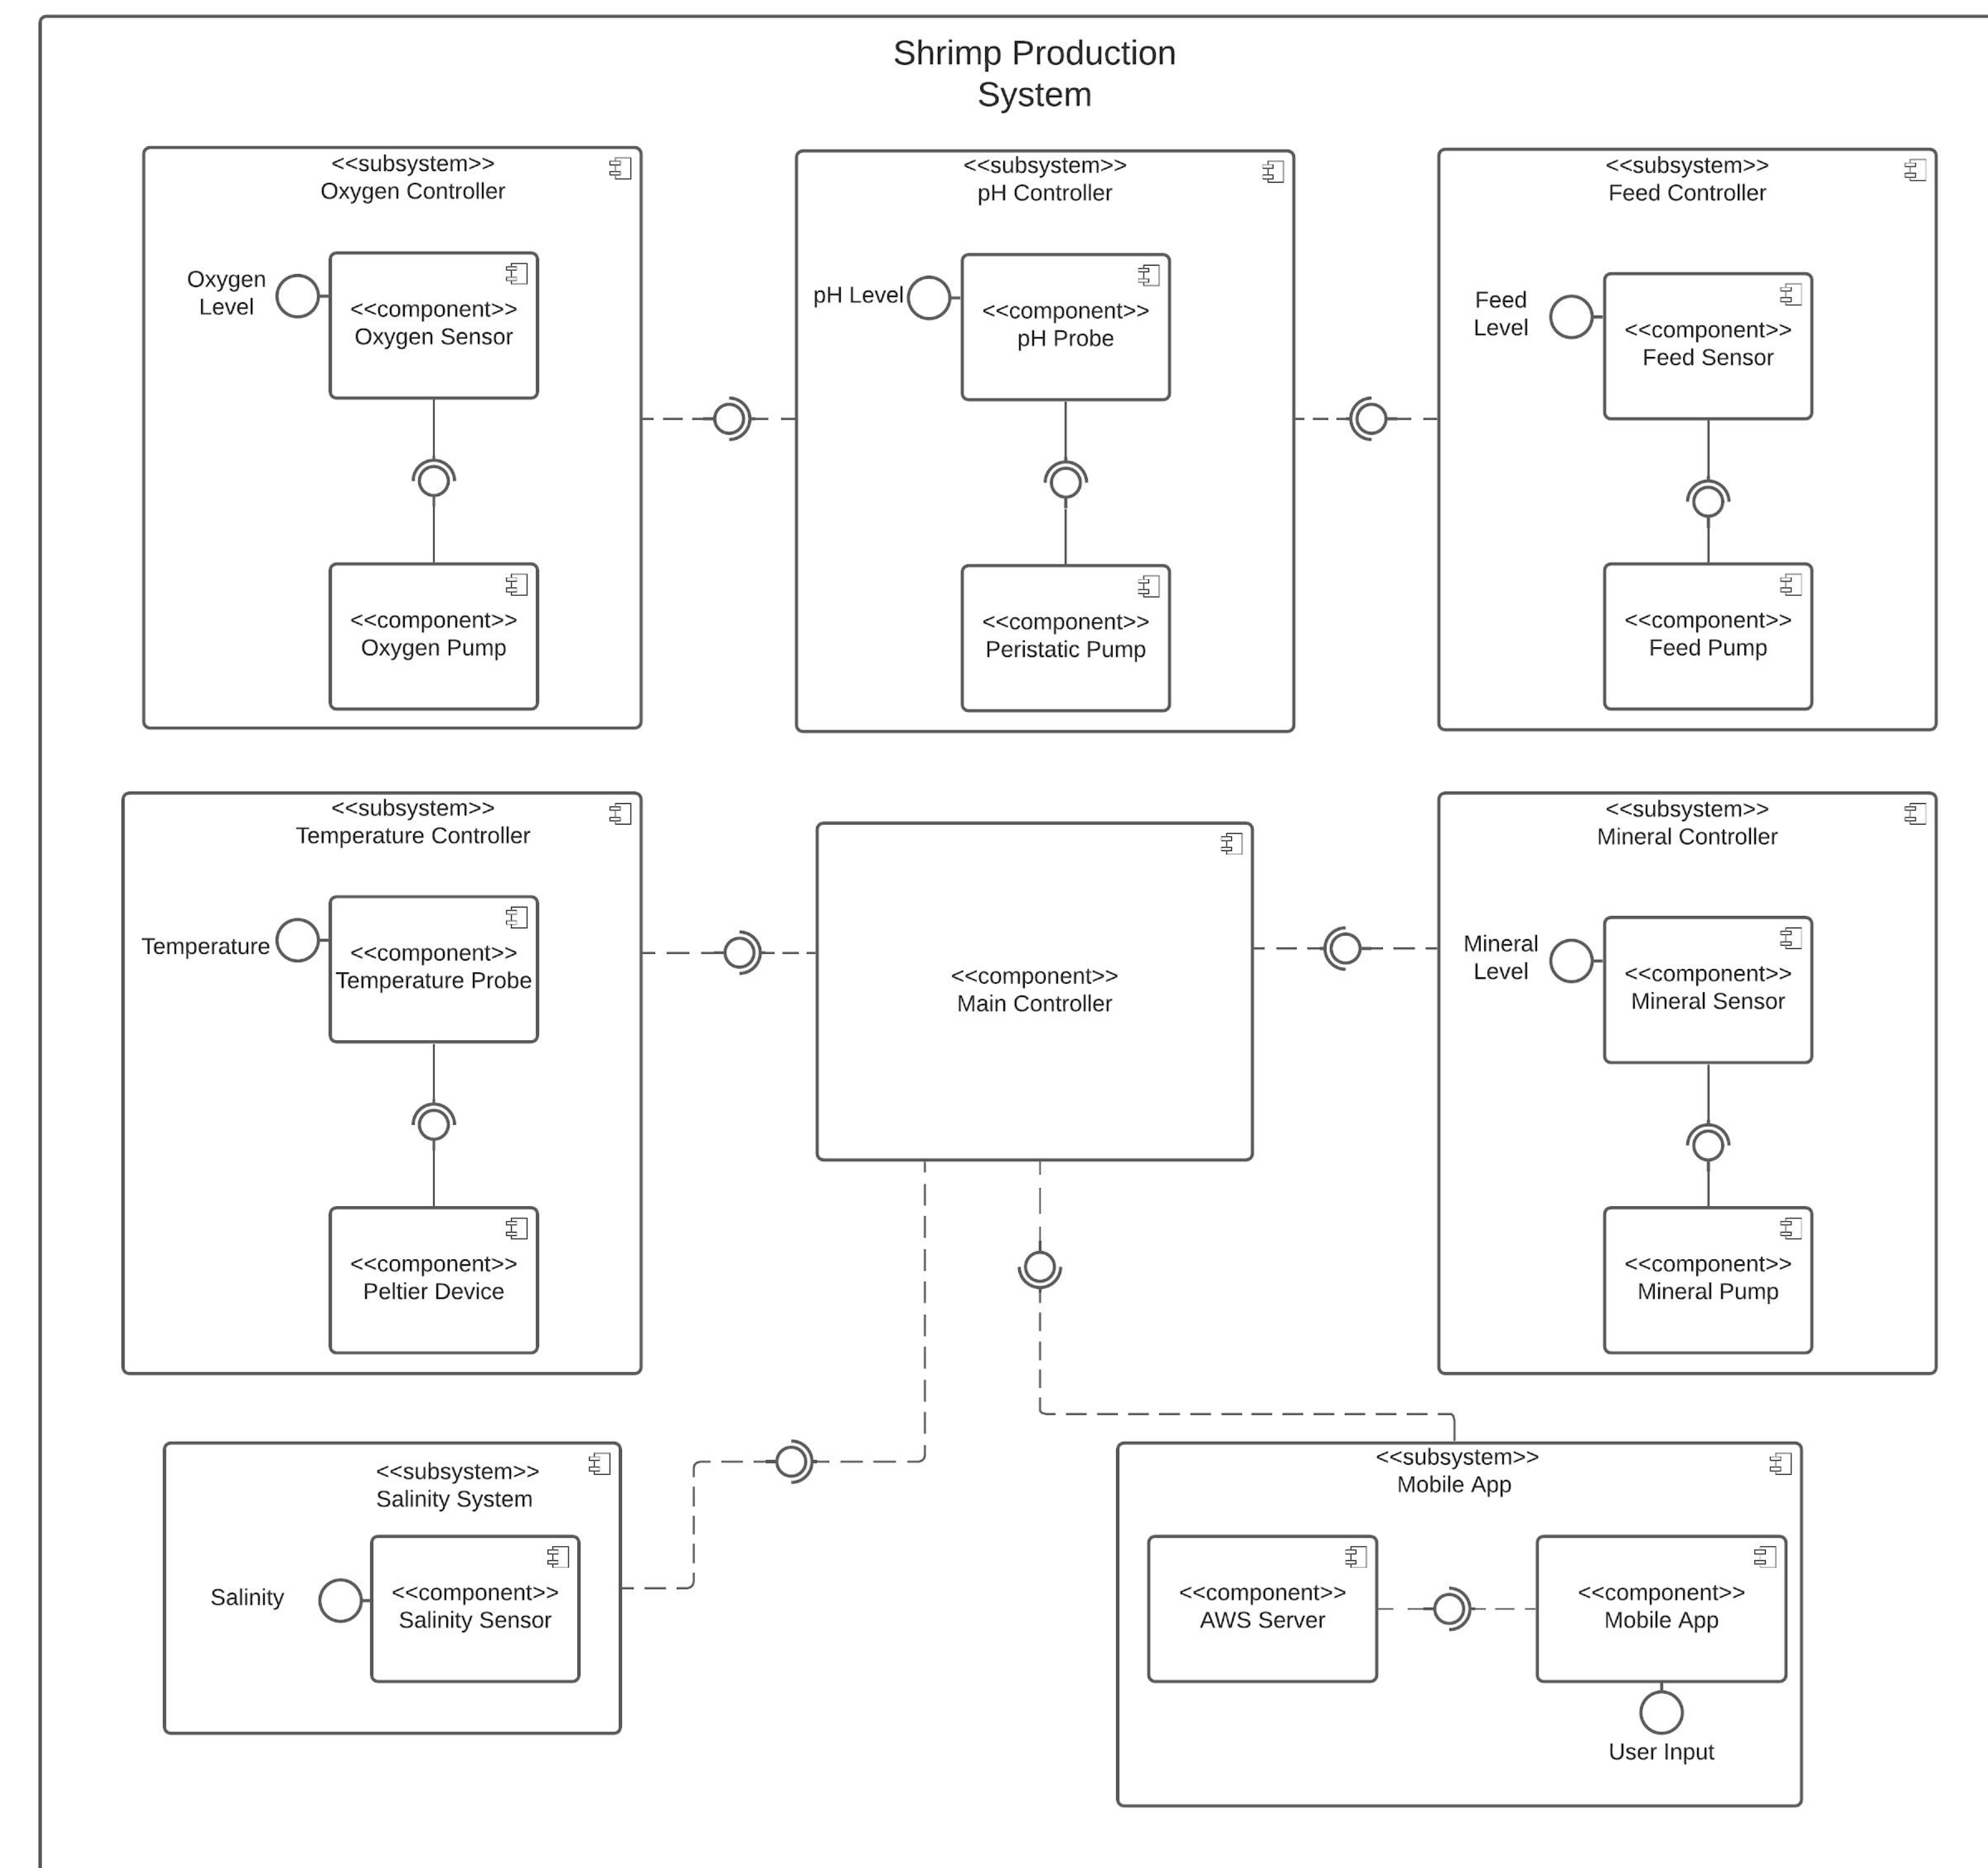 Shrimp Production
System
<<subsystem>>
Oxygen Controller
Oxygen
Level
<<component>>
Oxygen Sensor
<<component>>
Oxygen Pump
<<subsystem>>
pH Controller
pH Level
<<component>>
pH Probe
<<component>>
Peristatic Pump
<<subsystem>>
Feed Controller
Feed
Level
<<component>>
Feed Sensor
<<component>>
Feed Pump
<<subsystem>>
Temperature Controller
Temperature
<<component>>
Temperature Probe
<<component>>
Peltier Device
<<component>>
Main Controller
<<subsystem>>
Mineral Controller
Mineral
Level
<<component>>
Mineral Sensor
<<component>>
Mineral Pump
<<subsystem>>
Salinity System
Salinity
<<component>>
Salinity Sensor
<<subsystem>>
Mobile App
<<component>>
AWS Server
<<component>>
Mobile App
User Input